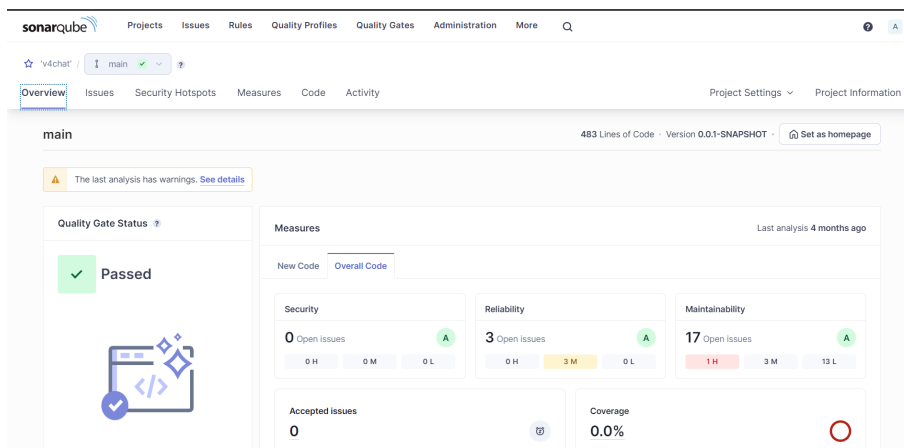 sonarqube Projects Issues Rules Quality Profiles Quality Gates Administration More ? A
'v4chat' / main ?
Overview Issues Security Hotspots Measures Code Activity Project Settings Project Information
main 483 Lines of Code · Version 0.0.1-SNAPSHOT · Set as homepage
The last analysis has warnings. See details
Quality Gate Status ?
Passed
Measures Last analysis 4 months ago
New Code Overall Code
Security
0 Open issues A
0 H 0 M 0 L
Reliability
3 Open issues A
0 H 3 M 0 L
Maintainability
17 Open issues A
1 H 3 M 13 L
Accepted issues
0
Coverage
0.0%